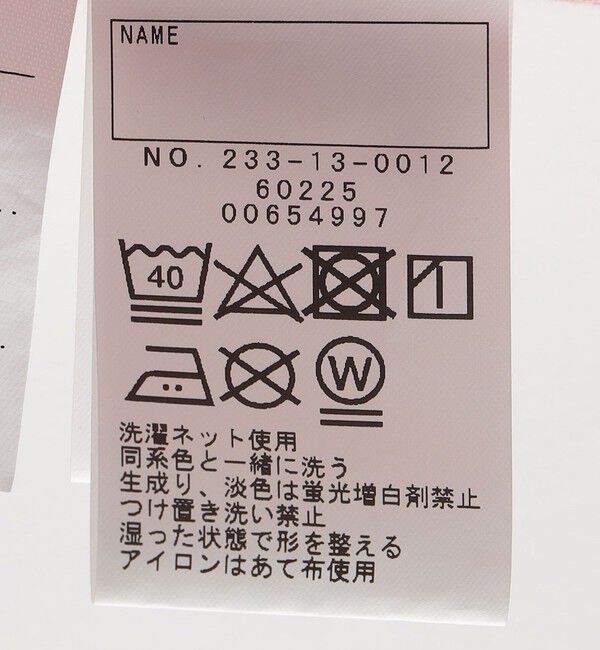 NAME
NO. 233-13-0012
60225
00654997
40
W
洗濯ネット使用
同系色と一緒に洗う
生成り、淡色は蛍光増白剤禁止
つけ置き洗い禁止
湿った状態で形を整える
アイロンはあて布使用